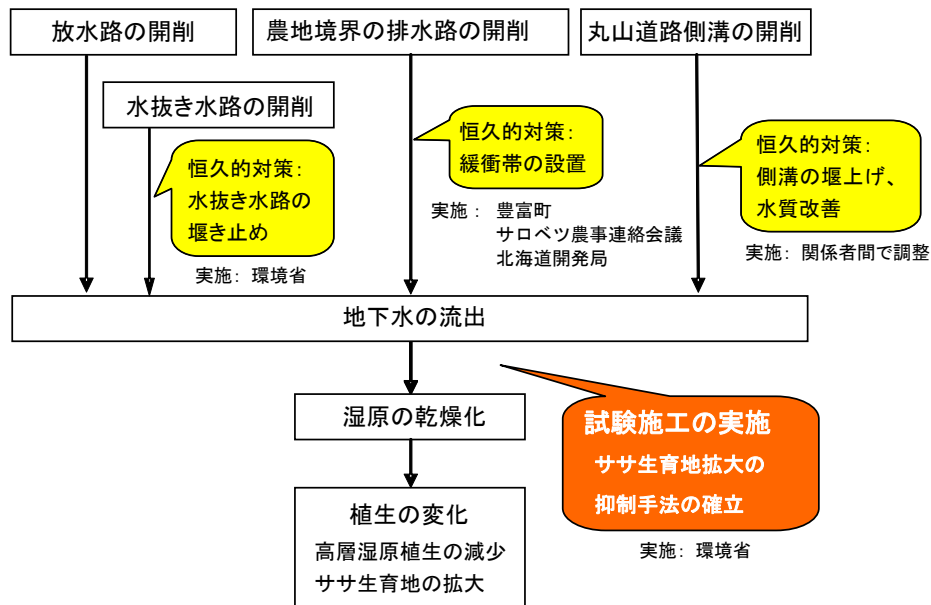 放水路の開削
農地境界の排水路の開削
丸山道路側溝の開削
水抜き水路の開削
恒久的対策：
水抜き水路の
堰き止め
実施： 環境省
恒久的対策：
緩衝帯の設置
実施： 豊富町
サロベツ農事連絡会議
北海道開発局
恒久的対策：
側溝の堰上げ、
水質改善
実施： 関係者間で調整
地下水の流出
湿原の乾燥化
試験施工の実施
ササ生育地拡大の
抑制手法の確立
実施： 環境省
植生の変化
高層湿原植生の減少
ササ生育地の拡大